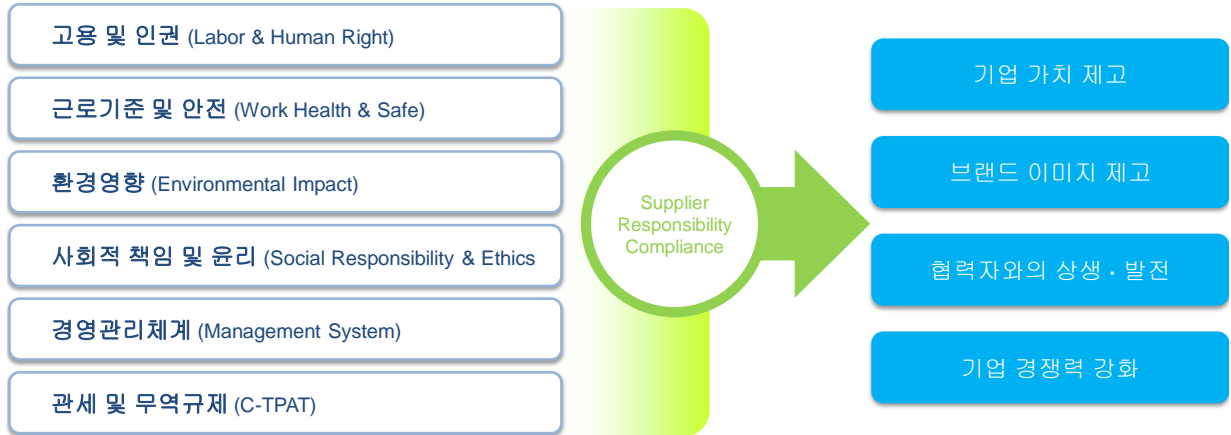 고용 및 인권 (Labor & Human Right)
근로기준 및 안전 (Work Health & Safe)
환경영향 (Environmental Impact)
사회적 책임 및 윤리 (Social Responsibility & Ethics
경영관리체계 (Management System)
관세 및 무역규제 (C-TPAT)
Supplier
Responsibility
Compliance
기업 가치 제고
브랜드 이미지 제고
협력자와의 상생 · 발전
기업 경쟁력 강화